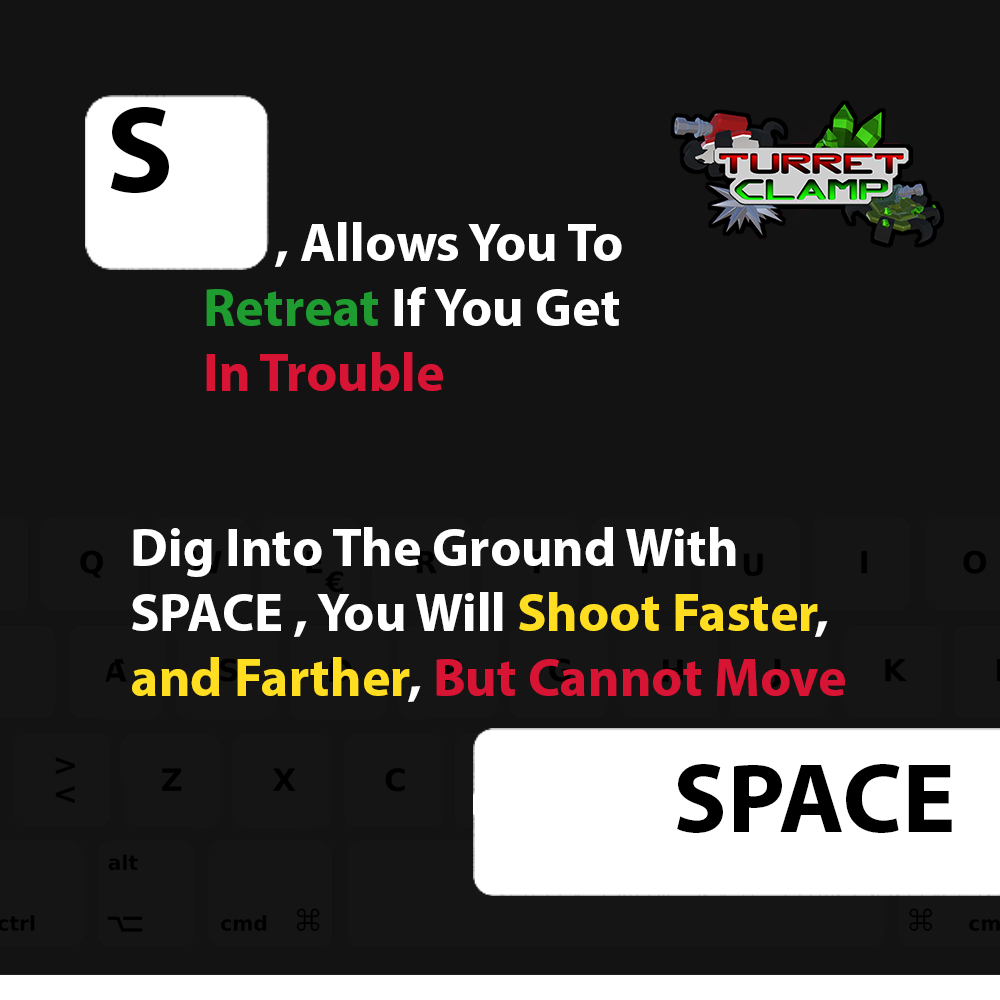 S
TURRET
CLAMP
, Allows You To
Retreat If You Get
In Trouble
Dig Into The Ground With
SPACE , You Will Shoot Faster,
and Farther, But Cannot Move
Q E € R U I O
A S G H J K
> < Z X C
SPACE
alt
ctrl cmd ⌘ ⌘